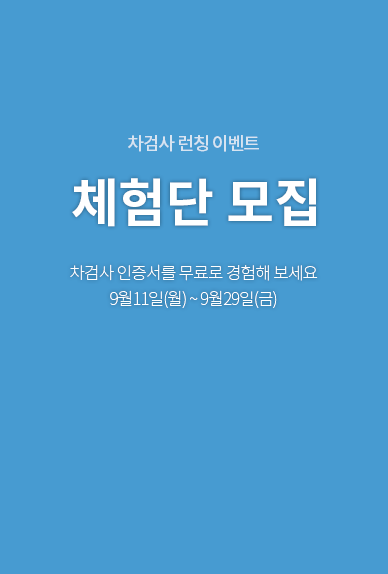 차검사 런칭 이벤트
체험단 모집
차검사 인증서를 무료로 경험해 보세요
9월11일(월) ~ 9월29일(금)